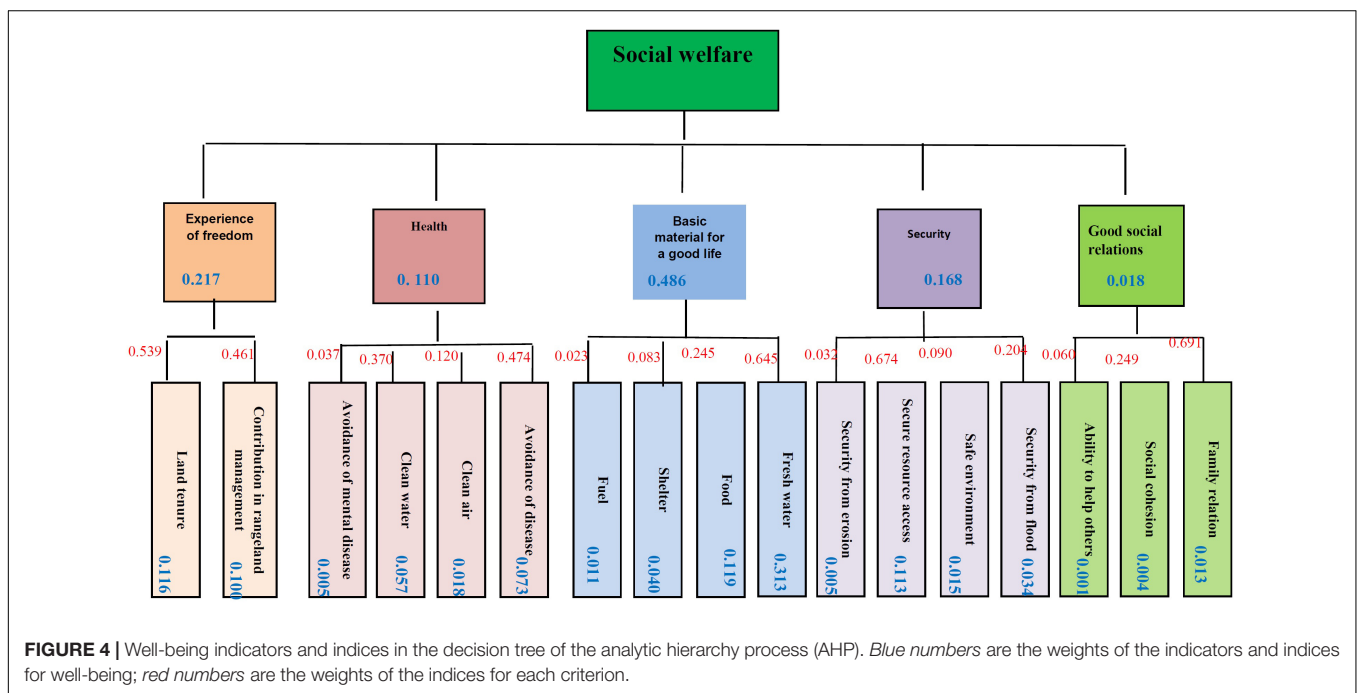 Social welfare
Experience
of freedom
0.217
Health
0. 110
Basic
material for
a good life
0.486
Security
0.168
Good social
relations
0.018
0.539
0.461
0.037
0.370
0.120
0.474
0.023
0.083
0.245
0.645
0.032
0.674
0.090
0.204
0.060
0.249
0.691
Land tenure
0.116
Contribution in rangeland
management
0.100
Avoidance of mental disease
0.005
Clean water
0.057
Clean air
0.018
Avoidance of disease
0.073
Fuel
0.011
Shelter
0.040
Food
0.119
Fresh water
0.313
Security from erosion
0.005
Secure resource access
0.113
Safe environment
0.015
Security from flood
0.034
Ability to help others
0.001
Social cohesion
0.004
Family relation
0.013
FIGURE 4 | Well-being indicators and indices in the decision tree of the analytic hierarchy process (AHP). Blue numbers are the weights of the indicators and indices
for well-being; red numbers are the weights of the indices for each criterion.